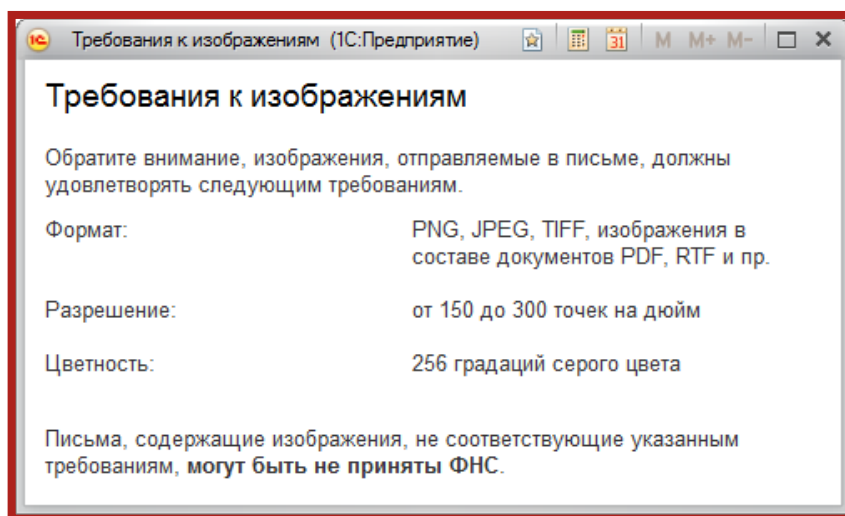 1С Требования к изображениям (1С:Предприятие) 31 M M+ M-
Требования к изображениям
Обратите внимание, изображения, отправляемые в письме, должны
удовлетворять следующим требованиям.
Формат: PNG, JPEG, TIFF, изображения в
составе документов PDF, RTF и пр.
Разрешение: от 150 до 300 точек на дюйм
Цветность: 256 градаций серого цвета
Письма, содержащие изображения, не соответствующие указанным
требованиям, могут быть не приняты ФНС.